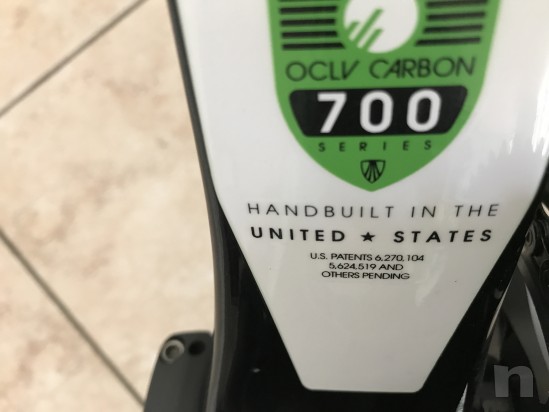 OCLV CARBON
700
SERIES
HANDBUILT IN THE
UNITED ★ STATES
U.S. PATENTS 6,270,104
5,624,519 AND
OTHERS PENDING
n